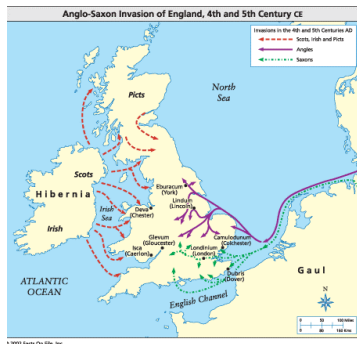 Anglo-Saxon Invasion of England, 4th and 5th Century CE
Invasions in the 4th and 5th Centuries AD
Scots, Irish and Picts
Angles
Saxons
North
Sea
Picts
Scots
Hibernia
Irish
Irish
Sea
Eburacum
(York)
Lindum
(Lincoln)
Deva
(Chester)
Glevum
(Gloucester)
Isca
(Caerleon)
Camulodunum
(Colchester)
Londinium
(London)
Dubris
(Dover)
Gaul
ATLANTIC
OCEAN
English Channel
N